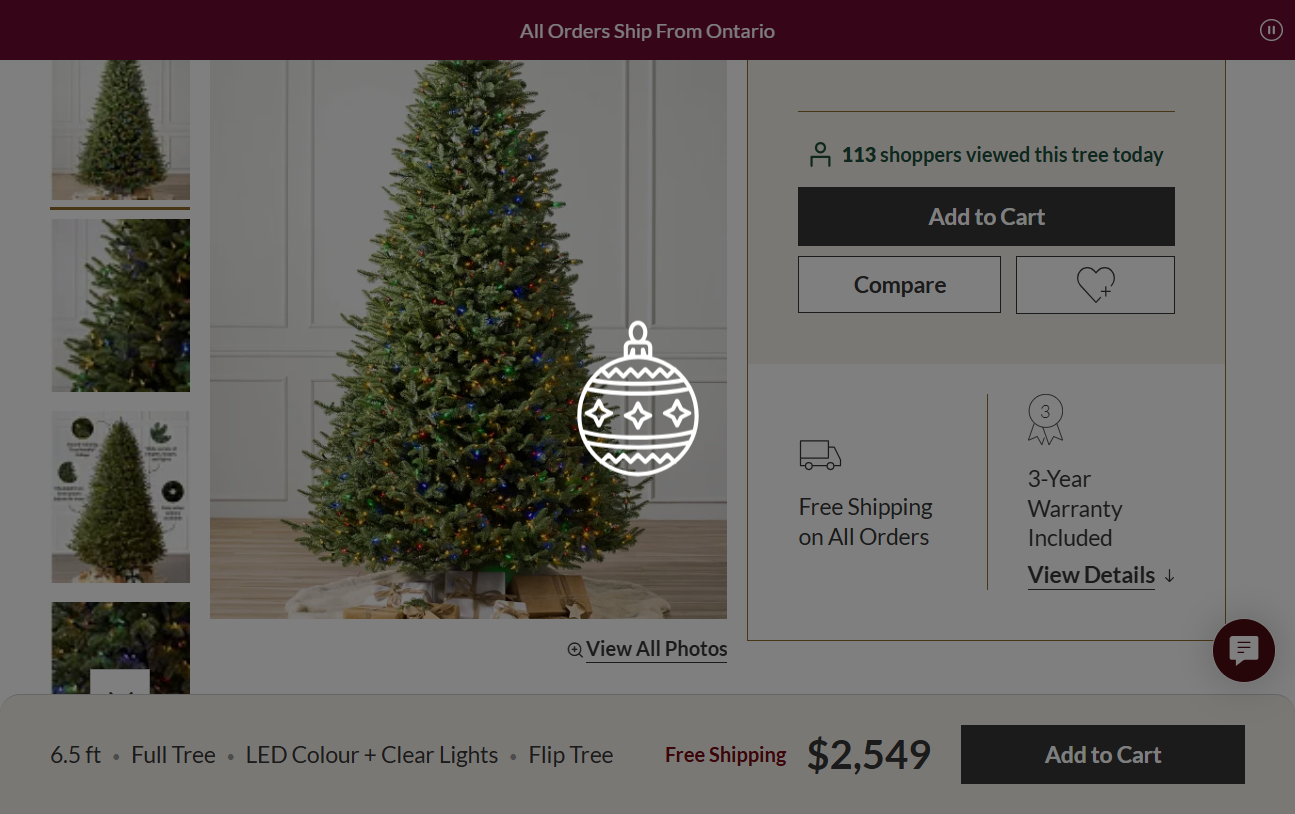 All Orders Ship From Ontario
113 shoppers viewed this tree today
Add to Cart
Compare
3
Free Shipping
on All Orders
3-Year
Warranty
Included
View Details
View All Photos
6.5 ft • Full Tree • LED Colour + Clear Lights • Flip Tree
Free Shipping
$2,549
Add to Cart